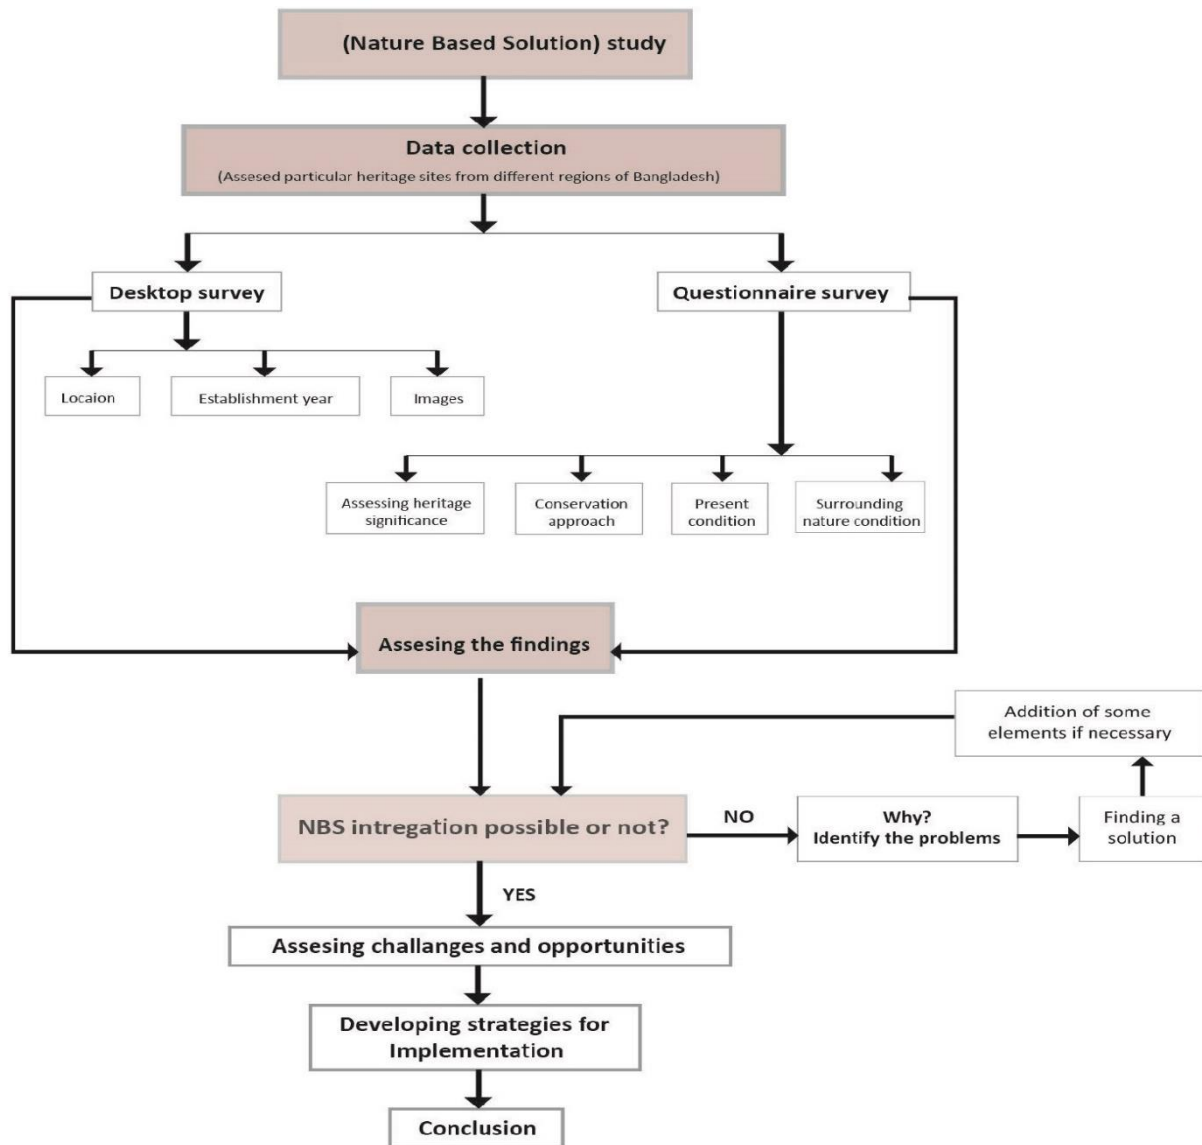 (Nature Based Solution) study
Data collection
(Assesed particular heritage sites from different regions of Bangladesh)
Desktop survey
Questionnaire survey
Locaion
Establishment year
Images
Assessing heritage
significance
Conservation
approach
Present
condition
Surrounding
nature condition
Assesing the findings
Addition of some
elements if necessary
NBS intregation possible or not?
NO
Why?
Identify the problems
Finding a
solution
YES
Assesing challanges and opportunities
Developing strategies for
Implementation
Conclusion